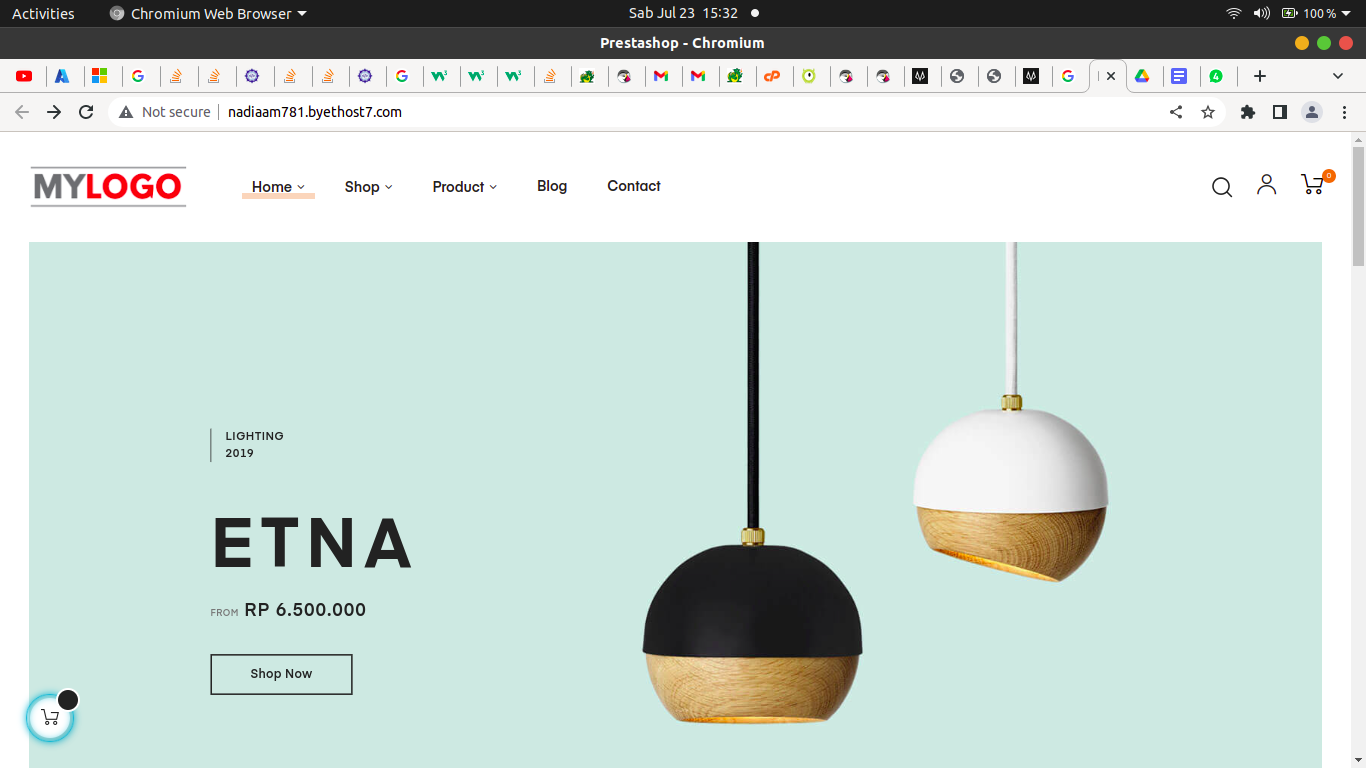 Activities
Chromium Web Browser
Sab Jul 23 15:32
100 %
Prestashop - Chromium
Not secure
nadiaam781.byethost7.com
MYLOGO
Home
Shop
Product
Blog
Contact
0
LIGHTING
2019
ETNA
FROM RP 6.500.000
Shop Now